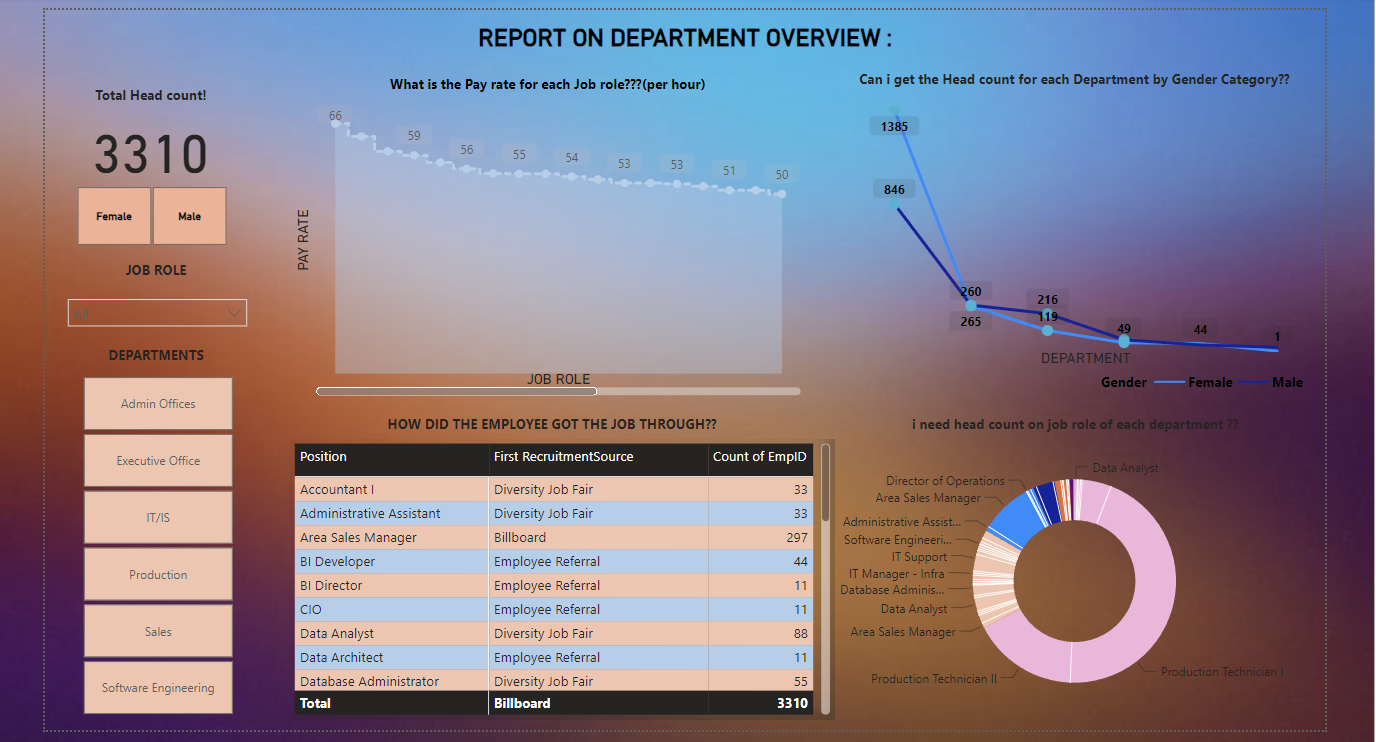 REPORT ON DEPARTMENT OVERVIEW :
Total Head count!
3310
Female
Male
JOB ROLE
All
DEPARTMENTS
Admin Offices
Executive Office
IT/IS
Production
Sales
Software Engineering
What is the Pay rate for each Job role???(per hour)
PAY RATE
66
59
56
55
54
53
53
51
50
JOB ROLE
Can i get the Head count for each Department by Gender Category??
1385
846
260
265
216
119
49
44
1
DEPARTMENT
Gender Female Male
HOW DID THE EMPLOYEE GOT THE JOB THROUGH??
Position First RecruitmentSource Count of EmpID
Accountant I Diversity Job Fair 33
Administrative Assistant Diversity Job Fair 33
Area Sales Manager Billboard 297
BI Developer Employee Referral 44
BI Director Employee Referral 11
CIO Employee Referral 11
Data Analyst Diversity Job Fair 88
Data Architect Employee Referral 11
Database Administrator Diversity Job Fair 55
Total Billboard 3310
i need head count on job role of each department ??
Data Analyst
Director of Operations
Area Sales Manager
Administrative Assist...
Software Engineeri...
IT Support
IT Manager - Infra
Database Adminis...
Data Analyst
Area Sales Manager
Production Technician II
Production Technician I